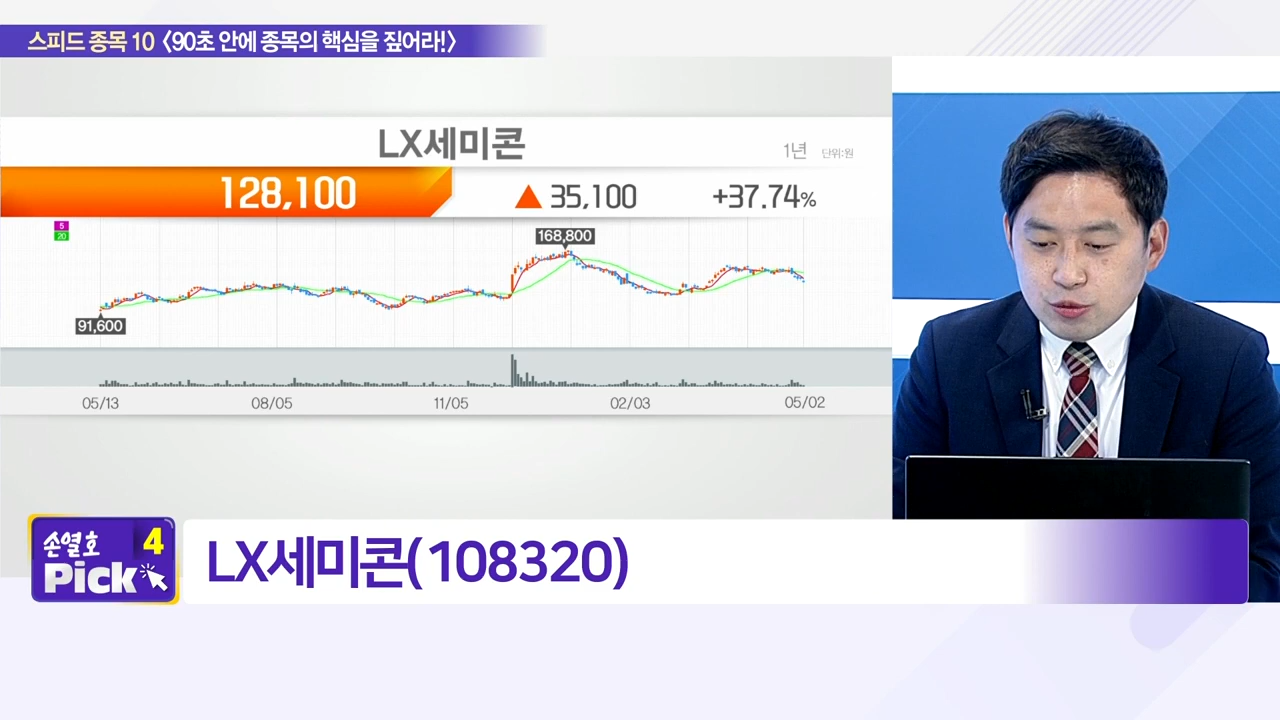 스피드 종목 10 〈90초 안에 종목의 핵심을 짚어라!〉
LX세미콘
1년 단위:원
128,100 ▲ 35,100 +37.74%
5
20
168,800
91,600
05/13 08/05 11/05 02/03 05/02
손열호 4
Pick
LX세미콘(108320)